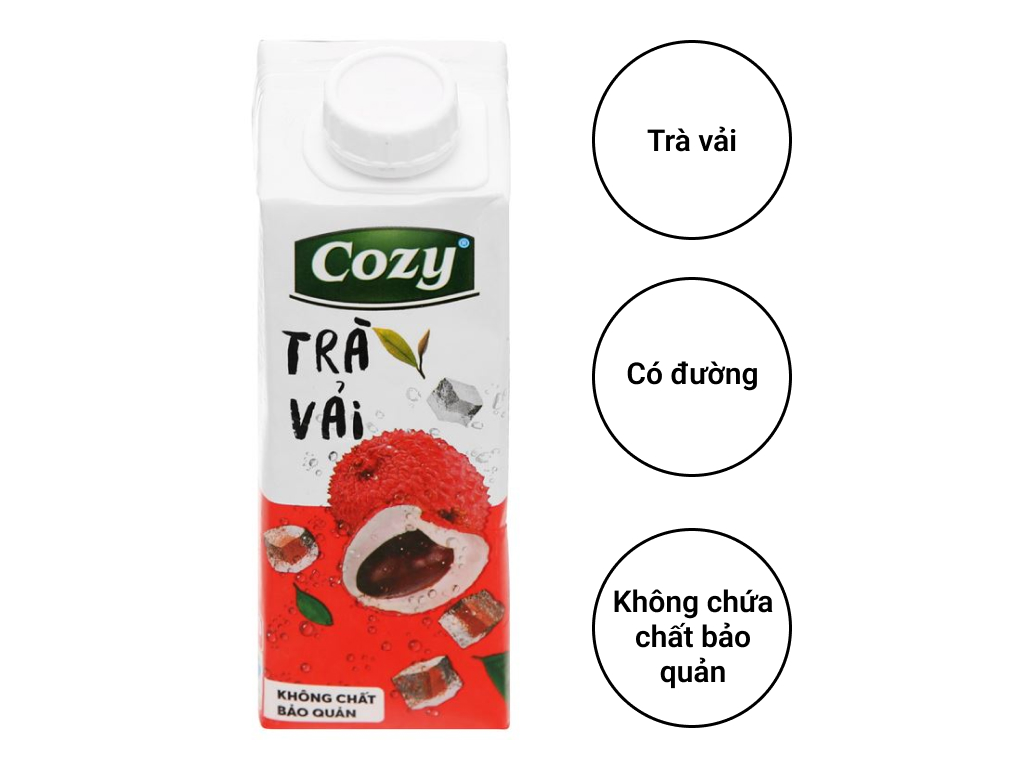 Cozy®
TRÀ
VẢi
KHÔNG CHẤT
BẢO QUẢN
Trà vải
Có đường
Không chứa
chất bảo
quản